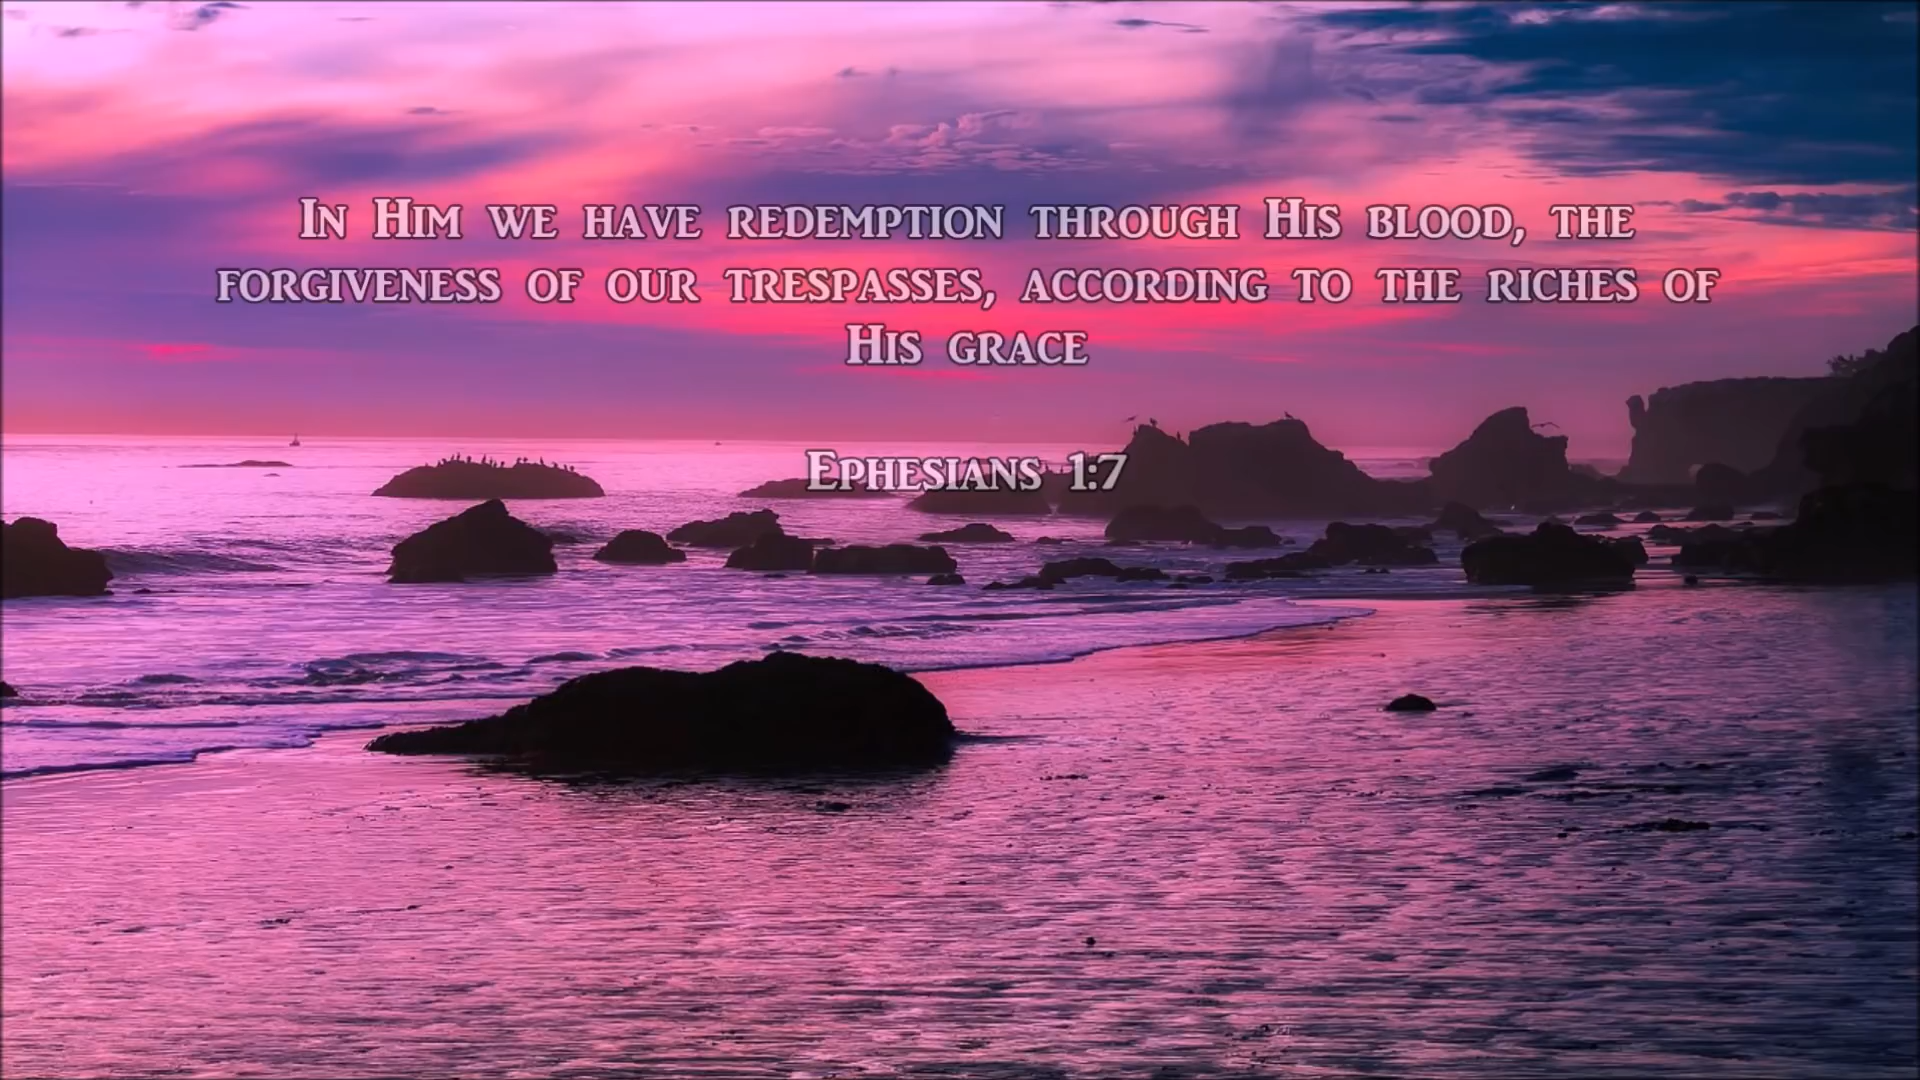 In Him we have redemption through His blood, the
forgiveness of our trespasses, according to the riches of
His grace
Ephesians 1:7